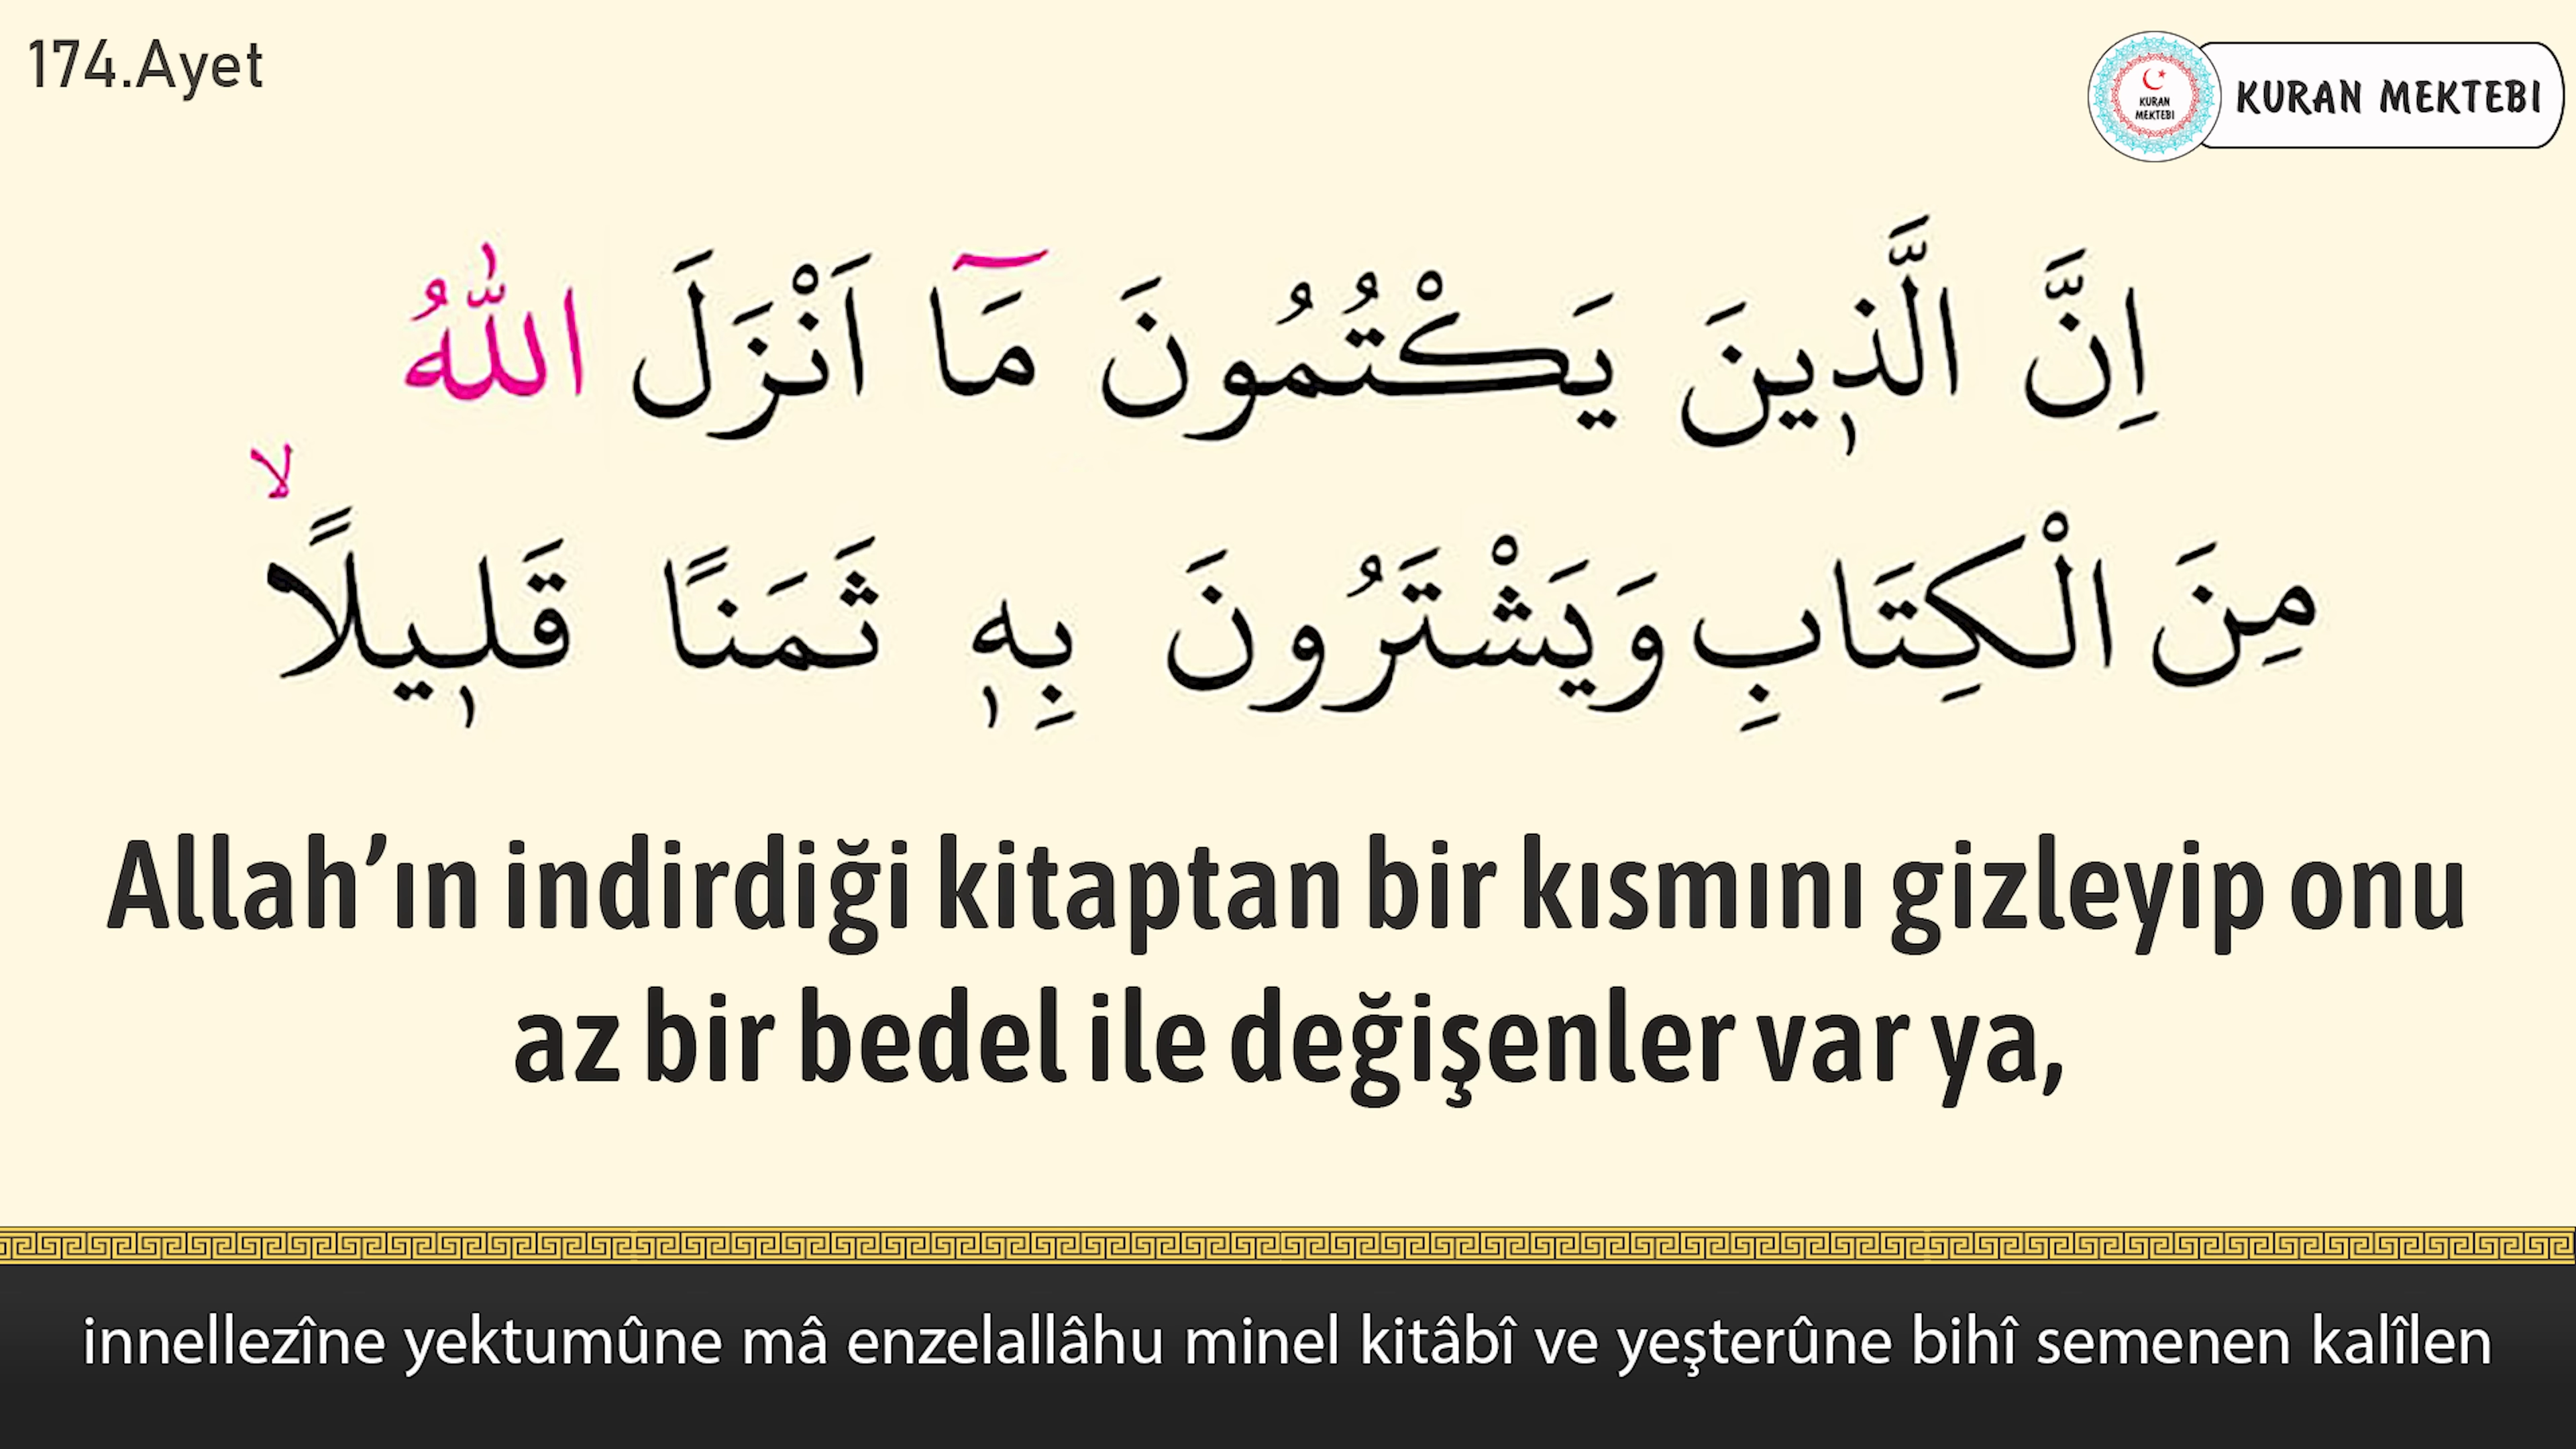 174.Ayet
KURAN
MEKTEBI
KURAN MEKTEBI
اِنَّ الَّذ۪ينَ يَكْتُمُونَ مَٓا اَنْزَلَ اللّٰهُ
مِنَ الْكِتَابِ وَيَشْتَرُونَ بِه۪ ثَمَنًا قَل۪يلًاۙ
Allah’ın indirdiği kitaptan bir kısmını gizleyip onu
az bir bedel ile değişenler var ya,
innellezîne yektumûne mâ enzelallâhu minel kitâbî ve yeşterûne bihî semenen kalîlen